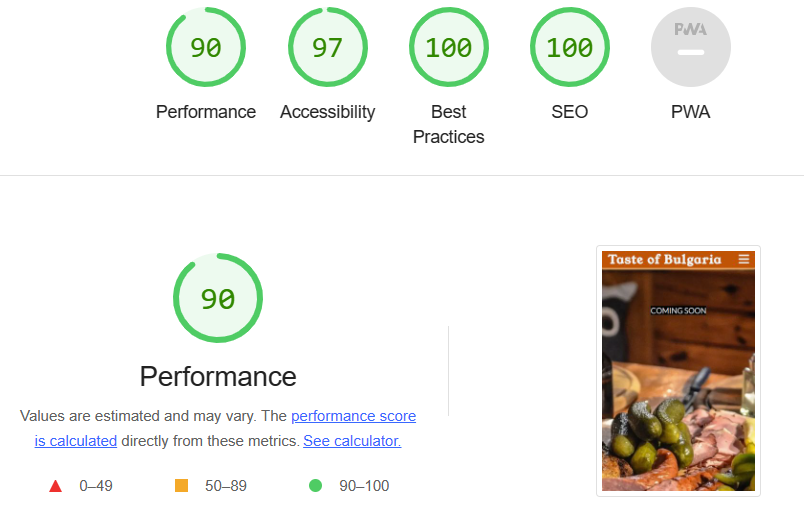 90
97
100
100
PWA
Performance
Accessibility
Best
Practices
SEO
PWA
90
Performance
Values are estimated and may vary. The performance score
is calculated directly from these metrics. See calculator.
0–49
50–89
90–100
Taste of Bulgaria
COMING SOON